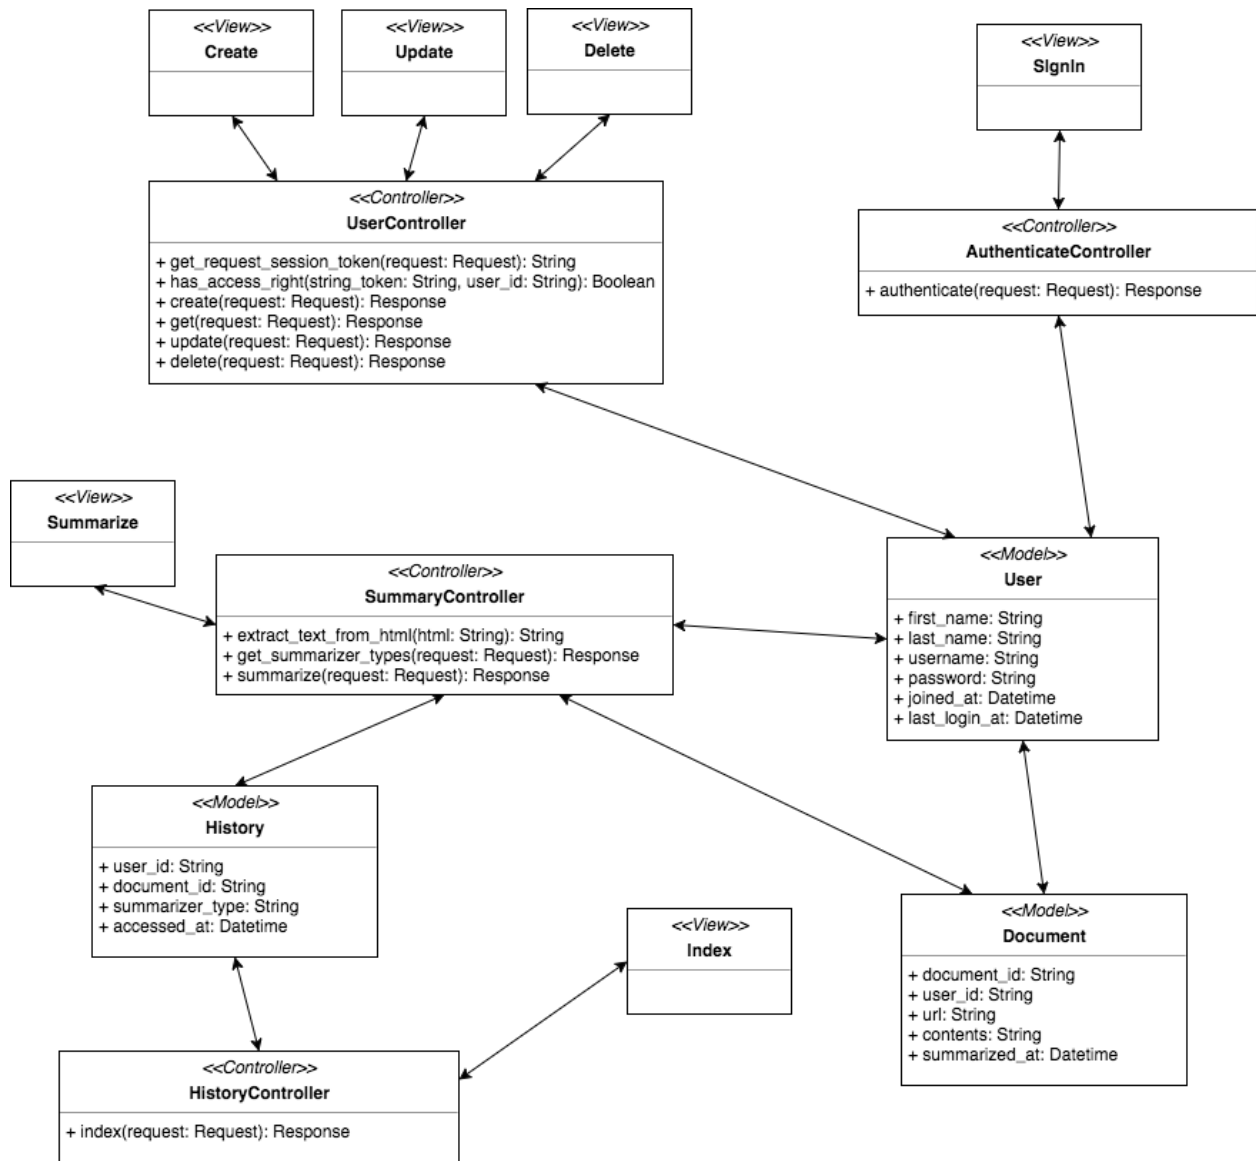 <<View>>
Create
<<View>>
Update
<<View>>
Delete
<<View>>
SIgnIn
<<Controller>>
UserController
+ get_request_session_token(request: Request): String
+ has_access_right(string_token: String, user_id: String): Boolean
+ create(request: Request): Response
+ get(request: Request): Response
+ update(request: Request): Response
+ delete(request: Request): Response
<<Controller>>
AuthenticateController
+ authenticate(request: Request): Response
<<View>>
Summarize
<<Controller>>
SummaryController
+ extract_text_from_html(html: String): String
+ get_summarizer_types(request: Request): Response
+ summarize(request: Request): Response
<<Model>>
User
+ first_name: String
+ last_name: String
+ username: String
+ password: String
+ joined_at: Datetime
+ last_login_at: Datetime
<<Model>>
History
+ user_id: String
+ document_id: String
+ summarizer_type: String
+ accessed_at: Datetime
<<View>>
Index
<<Model>>
Document
+ document_id: String
+ user_id: String
+ url: String
+ contents: String
+ summarized_at: Datetime
<<Controller>>
HistoryController
+ index(request: Request): Response